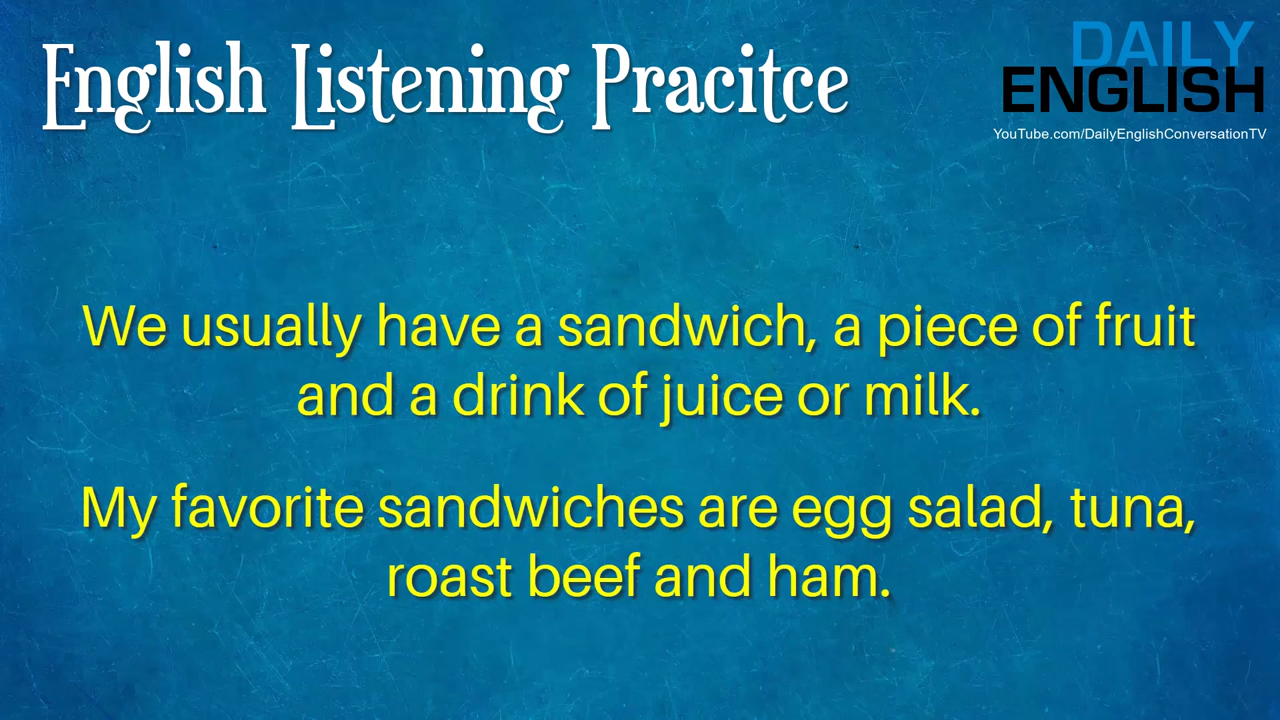 English Listening Pracitce
DAILY
ENGLISH
YouTube.com/DailyEnglishConversationTV
We usually have a sandwich, a piece of fruit
and a drink of juice or milk.
My favorite sandwiches are egg salad, tuna,
roast beef and ham.